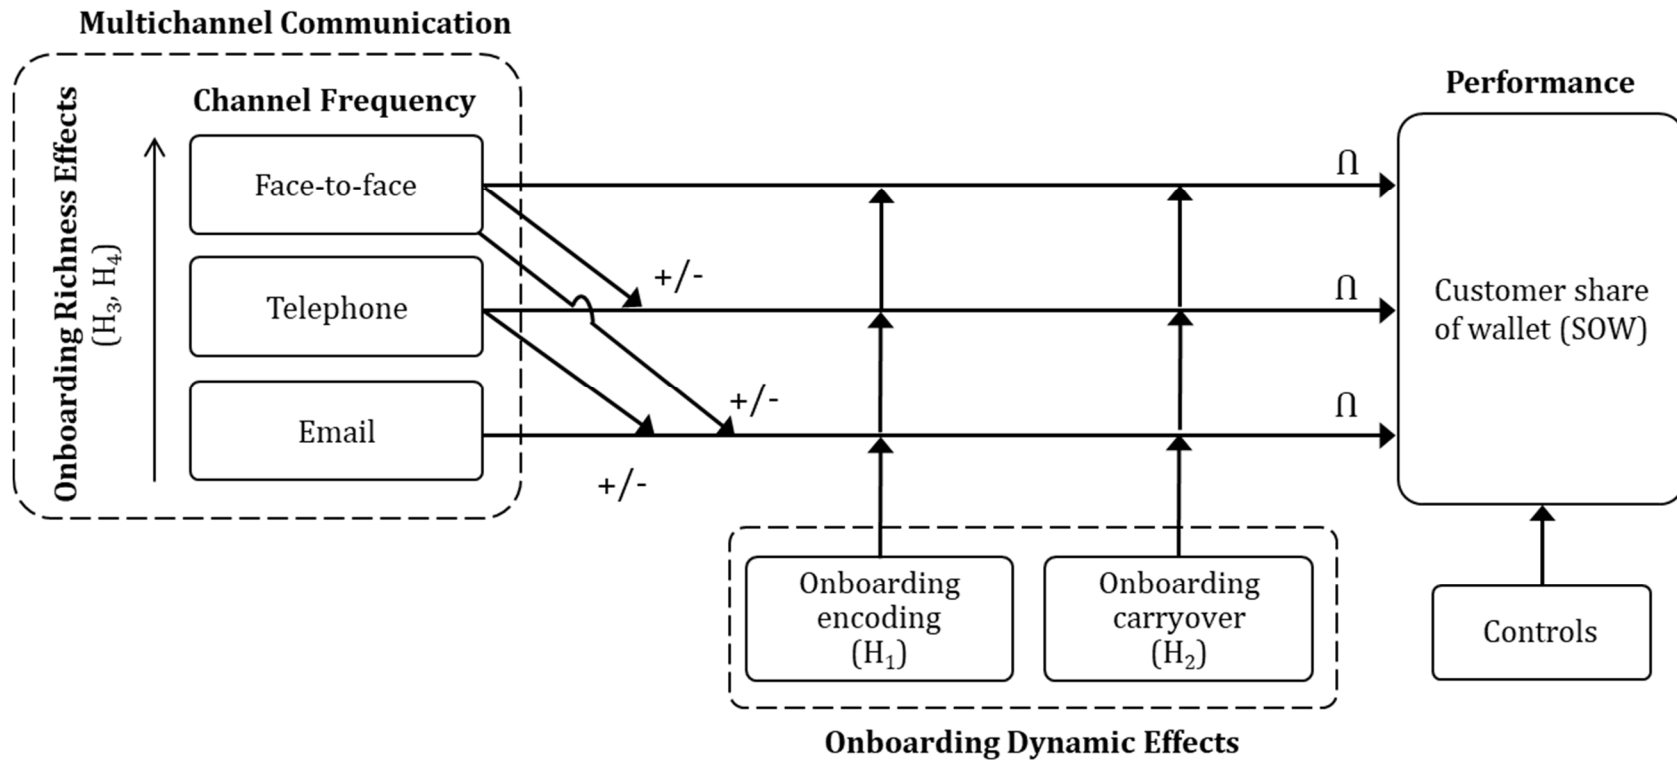 Multichannel Communication
Onboarding Richness Effects
(H₃, H₄)
Channel Frequency
Face-to-face
Telephone
Email
+/-
+/-
+/-
∩
∩
∩
Performance
Customer share
of wallet (SOW)
Onboarding
encoding
(H₁)
Onboarding
carryover
(H₂)
Controls
Onboarding Dynamic Effects